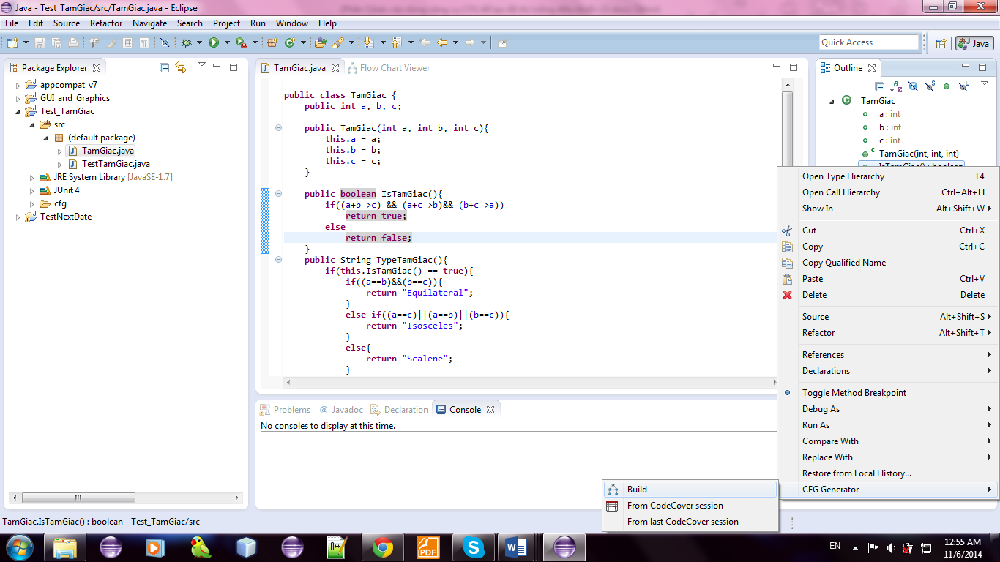 Java - Test_TamGiac/src/TamGiac.java - Eclipse
File Edit Source Refactor Navigate Search Project Run Window Help
Quick Access
Java
Package Explorer
appcompat_v7
GUI_and_Graphics
Test_TamGiac
src
(default package)
TamGiac.java
TestTamGiac.java
JRE System Library [JavaSE-1.7]
JUnit 4
cfg
TestNextDate
TamGiac.java Flow Chart Viewer
public class TamGiac {
public int a, b, c;
public TamGiac(int a, int b, int c){
this.a = a;
this.b = b;
this.c = c;
}
public boolean IsTamGiac(){
if((a+b >c) && (a+c >b)&& (b+c >a))
return true;
else
return false;
}
public String TypeTamGiac(){
if(this.IsTamGiac() == true){
if((a==b)&&(b==c)){
return "Equilateral";
}
else if((a==c)||(a==b)||(b==c)){
return "Isosceles";
}
else{
return "Scalene";
}
Problems @ Javadoc Declaration Console
No consoles to display at this time.
Outline
TamGiac
a : int
b : int
c : int
TamGiac(int, int, int)
IsTamGiac() : boolean
Open Type Hierarchy F4
Open Call Hierarchy Ctrl+Alt+H
Show In Alt+Shift+W
Cut Ctrl+X
Copy Ctrl+C
Copy Qualified Name
Paste Ctrl+V
Delete Delete
Source Alt+Shift+S
Refactor Alt+Shift+T
References
Declarations
Toggle Method Breakpoint
Debug As
Run As
Compare With
Replace With
Restore from Local History...
CFG Generator
Build
From CodeCover session
From last CodeCover session
TamGiac.IsTamGiac() : boolean - Test_TamGiac/src
PDF
EN
12:55 AM
11/6/2014